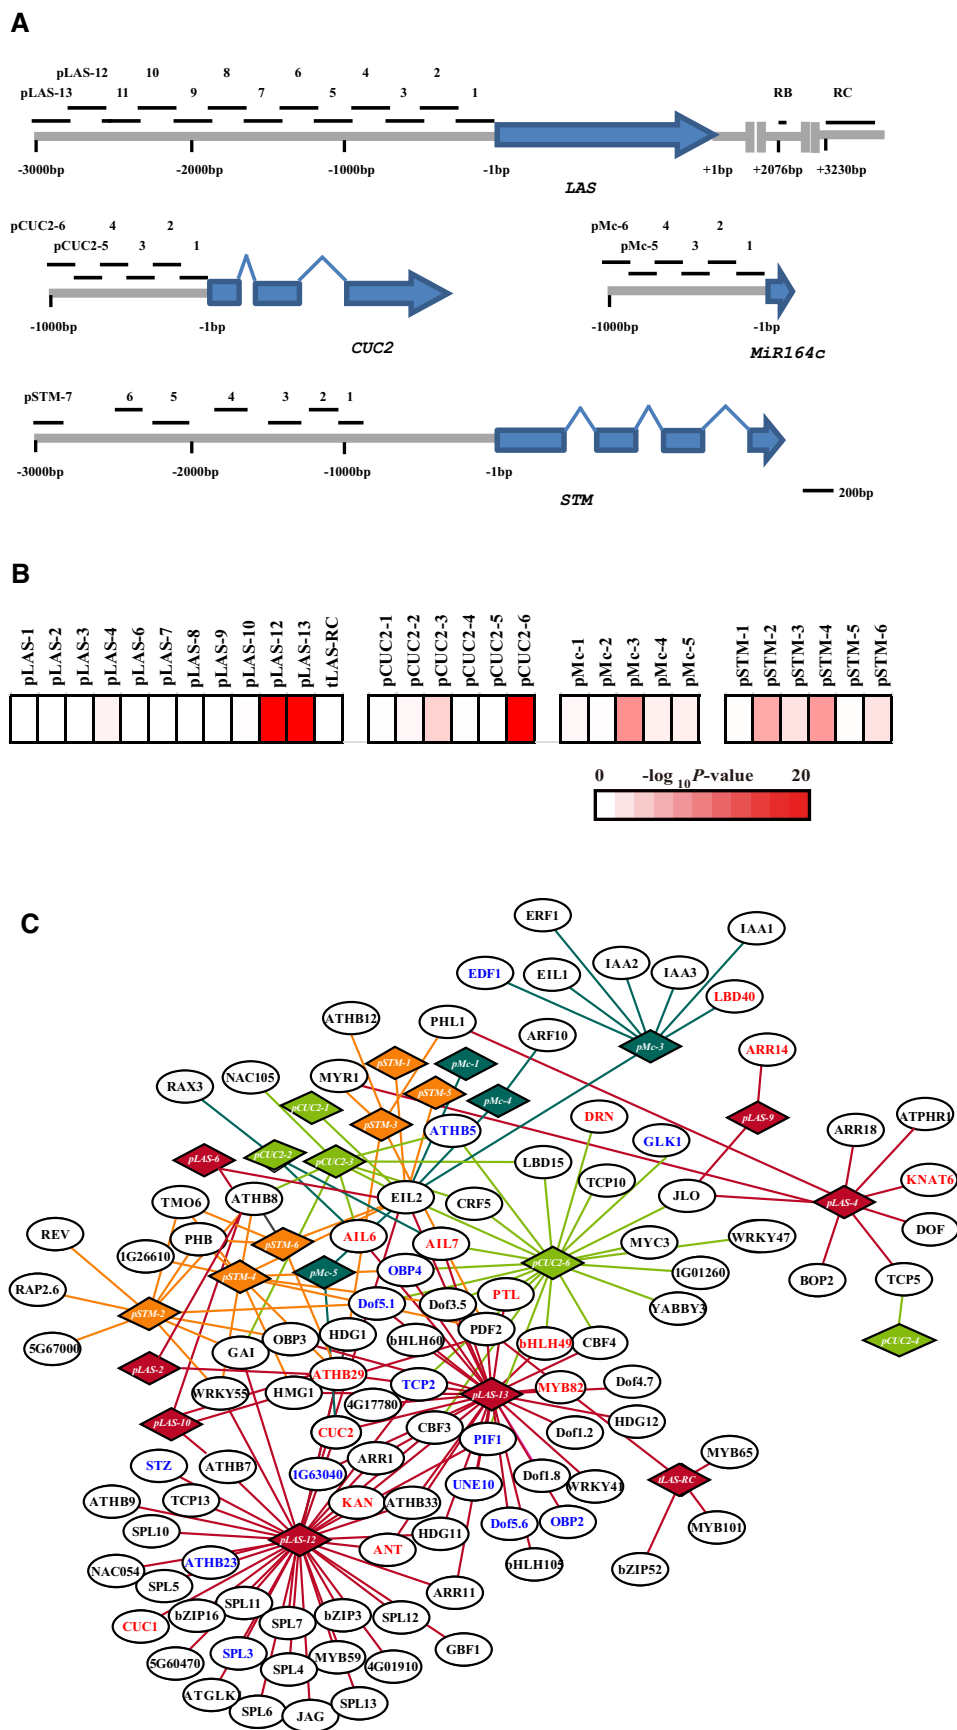 A
pLAS-12 10 8 6 4 2
pLAS-13 11 9 7 5 3 1 RB RC
-3000bp -2000bp -1000bp -1bp +1bp +2076bp +3230bp
LAS
pCUC2-6 4 2
pCUC2-5 3 1
-1000bp -1bp
CUC2
pMc-6 4 2
pMc-5 3 1
-1000bp -1bp
MiR164c
pSTM-7 6 5 4 3 2 1
-3000bp -2000bp -1000bp -1bp
STM
200bp
B
pLAS-1 pLAS-2 pLAS-3 pLAS-4 pLAS-6 pLAS-7 pLAS-8 pLAS-9 pLAS-10 pLAS-12 pLAS-13 tLAS-RC
pCUC2-1 pCUC2-2 pCUC2-3 pCUC2-4 pCUC2-5 pCUC2-6
pMc-1 pMc-2 pMc-3 pMc-4 pMc-5
pSTM-1 pSTM-2 pSTM-3 pSTM-4 pSTM-5 pSTM-6
0 -log10P-value 20
C
ERF1
IAA1
EDF1
EIL1
IAA2
IAA3
LBD40
ATHB12
PHL1
ARF10
pMc-3
ARR14
RAX3
NAC105
MYR1
pSTM-1
pMc-1
pCUC2-1
pSTM-5
pMc-4
pSTM-3
ATHB5
DRN
GLK1
pLAS-9
ARR18
ATPHR1
pLAS-6
pCUC2-2
pCUC2-3
LBD15
TMO6
ATHB8
EIL2
CRF5
TCP10
JLO
pLAS-4
KNAT6
REV
PHB
pSTM-6
AIL6
AIL7
MYC3
WRKY47
DOF
1G26610
pSTM-4
pMc-5
OBP4
pCUC2-6
1G01260
BOP2
TCP5
RAP2.6
pSTM-2
Dof5.1
Dof3.5
PTL
YABBY3
5G67000
GAI
OBP3
HDG1
bHLH60
PDF2
bHLH49
CBF4
pCUC2-4
pLAS-2
ATHB29
WRKY55
HMG1
TCP2
pLAS-13
MYB82
Dof4.7
4G17780
pLAS-10
CUC2
CBF3
PIF1
Dof1.2
HDG12
STZ
ATHB7
1G63040
ARR1
MYB65
tLAS-RC
UNE10
Dof1.8
WRKY41
ATHB9
TCP13
KAN
ATHB33
SPL10
pLAS-12
HDG11
Dof5.6
OBP2
MYB101
NAC054
ATHB23
ANT
bHLH105
bZIP52
SPL5
ARR11
CUC1
bZIP16
SPL11
SPL7
bZIP3
SPL12
5G60470
SPL3
SPL4
MYB59
4G01910
GBF1
SPL6
JAG
SPL13